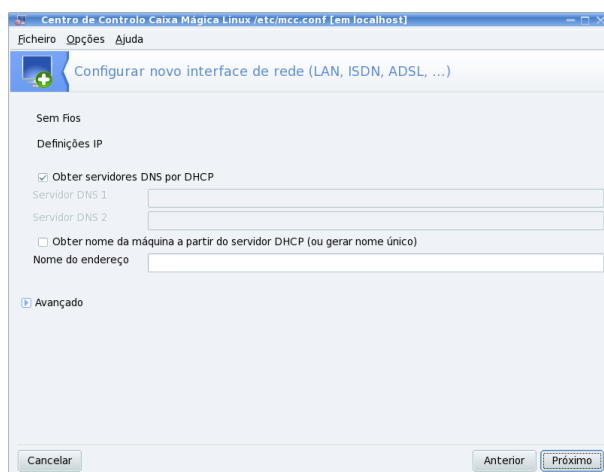 Centro de Controlo Caixa Mágica Linux /etc/mcc.conf [em localhost]
Ficheiro Opções Ajuda
Configurar novo interface de rede (LAN, ISDN, ADSL, ...)
Sem Fios
Definições IP
Obter servidores DNS por DHCP
Servidor DNS 1
Servidor DNS 2
Obter nome da máquina a partir do servidor DHCP (ou gerar nome único)
Nome do endereço
Avançado
Cancelar Anterior Próximo